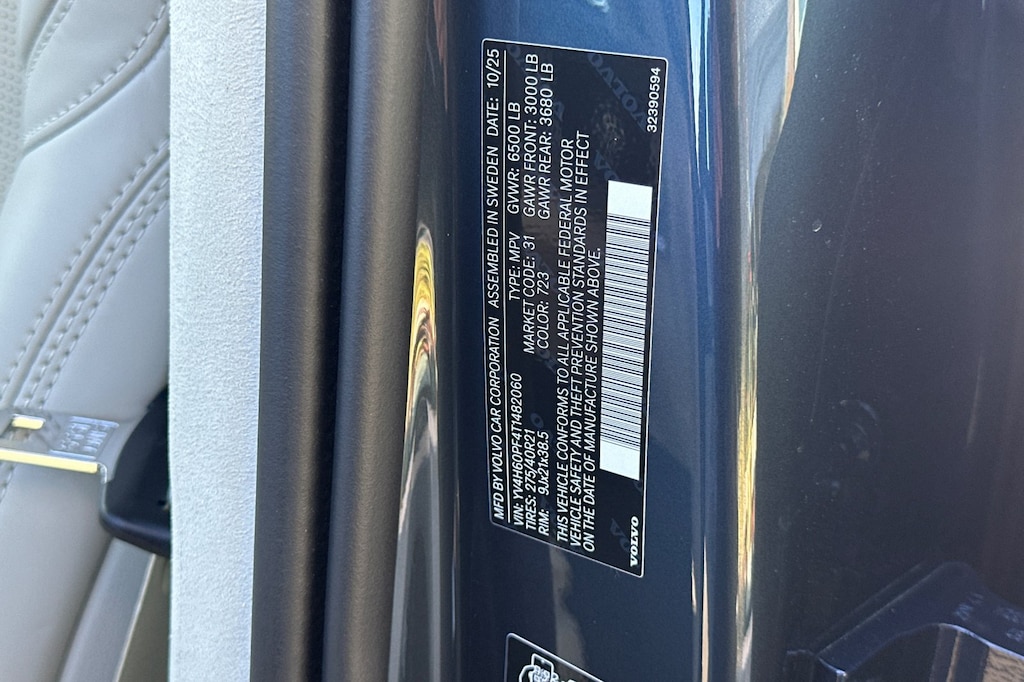 MFD BY VOLVO CAR CORPORATION ASSEMBLED IN SWEDEN DATE: 10/25
VIN: YV4H60PF4T1482060 TYPE: MPV GVWR: 6500 LB
TIRES: 275/40R21 MARKET CODE: 31 GAWR FRONT: 3000 LB
RIM: 9Jx21x38.5 COLOR: 723 GAWR REAR: 3680 LB
THIS VEHICLE CONFORMS TO ALL APPLICABLE FEDERAL MOTOR
VEHICLE SAFETY AND THEFT PREVENTION STANDARDS IN EFFECT
ON THE DATE OF MANUFACTURE SHOWN ABOVE.
VOLVO 32390594